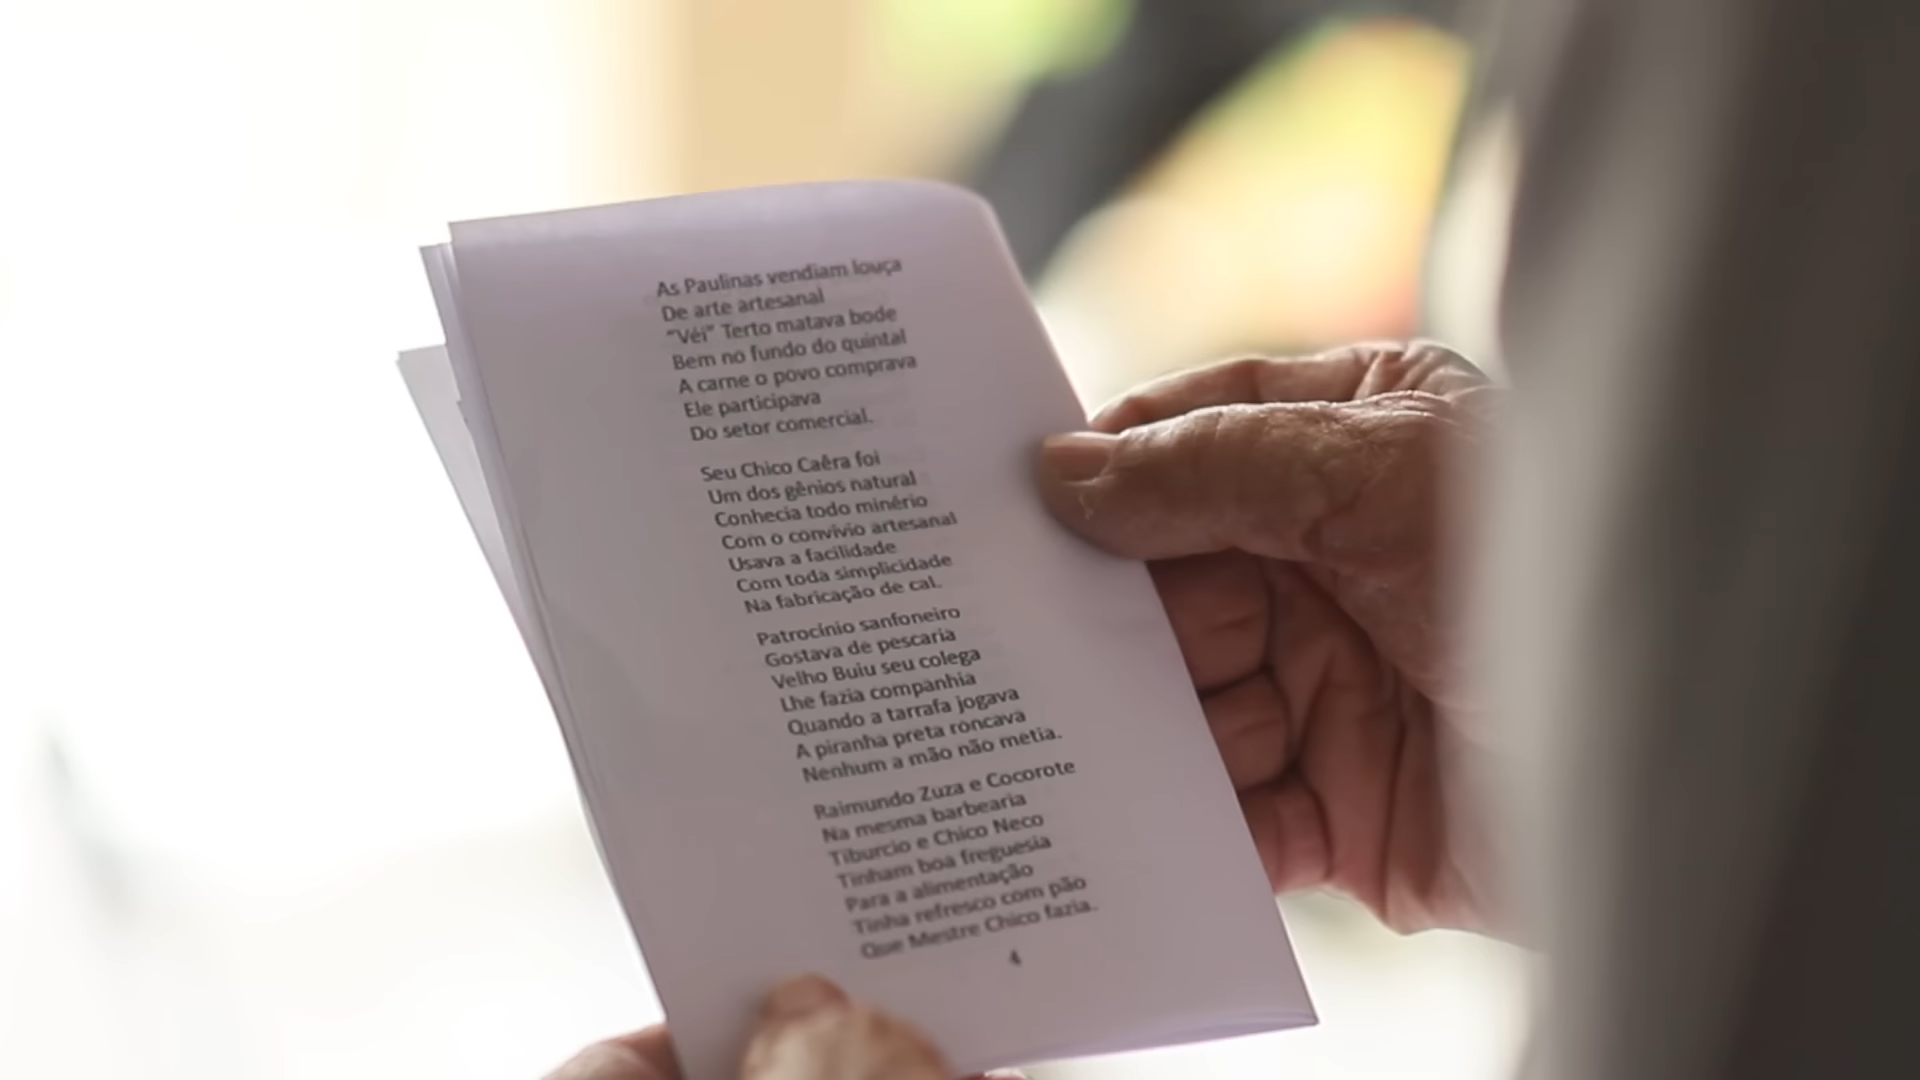 As Paulinas vendiam louça
De arte artesanal
“Véi” Terto matava bode
Bem no fundo do quintal
A carne o povo comprava
Ele participava
Do setor comercial.
Seu Chico Caêra foi
Um dos gênios natural
Conhecia todo minério
Com o convívio artesanal
Usava a facilidade
Com toda simplicidade
Na fabricação de cal.
Patrocínio sanfoneiro
Gostava de pescaria
Velho Buiu seu colega
Lhe fazia companhia
Quando a tarrafa jogava
A piranha preta roncava
Nenhum a mão não metia.
Raimundo Zuza e Cocorote
Na mesma barbearia
Tiburcio e Chico Neco
Tinham boa freguesia
Para a alimentação
Tinha refresco com pão
Que Mestre Chico fazia.
4